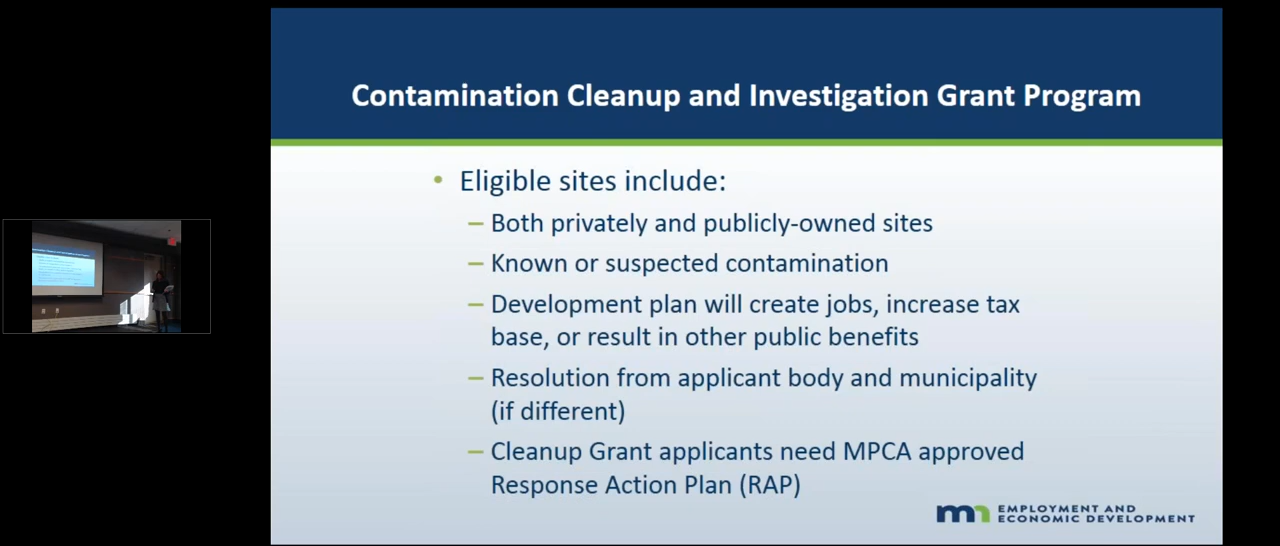 Contamination Cleanup and Investigation Grant Program
• Eligible sites include:
– Both privately and publicly-owned sites
– Known or suspected contamination
– Development plan will create jobs, increase tax
base, or result in other public benefits
– Resolution from applicant body and municipality
(if different)
– Cleanup Grant applicants need MPCA approved
Response Action Plan (RAP)
mn EMPLOYMENT AND
ECONOMIC DEVELOPMENT